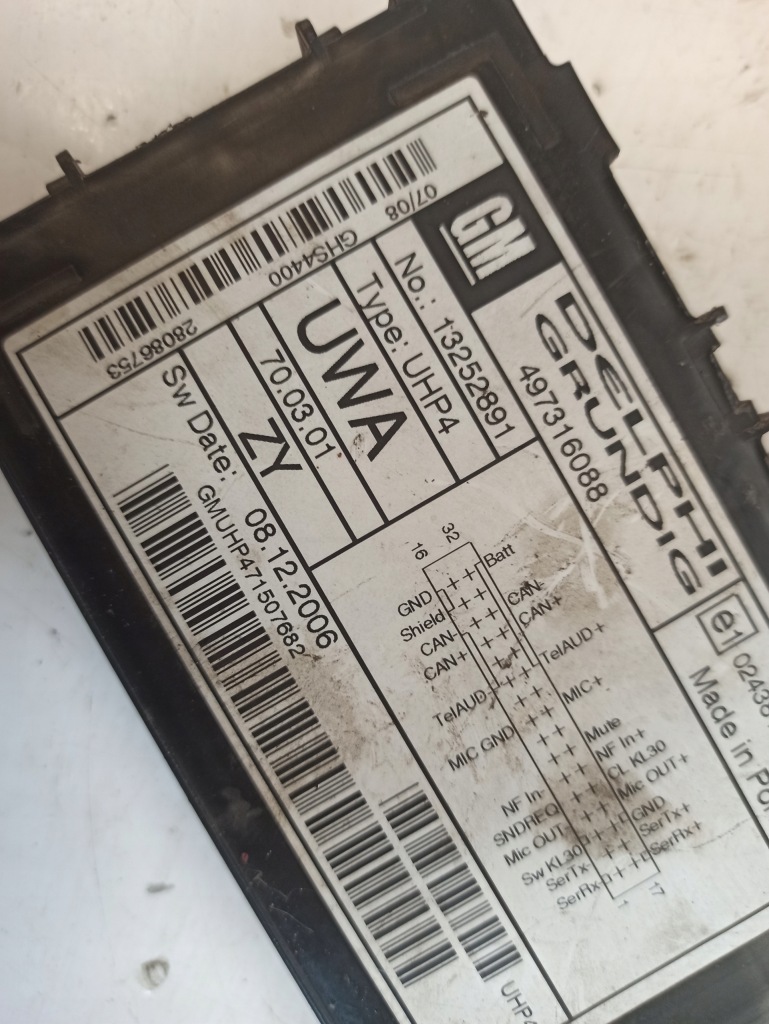 28086753
GHS4400
07/08
GM
DELPHI
GRUNDIG
497316088
No.: 13252891
Type: UHP4
UWA
70.03.01
ZY
Sw Date: 08.12.2006
GMUHP471507682
e1
Made in
16
32
GND
Batt
Shield
CAN-
CAN-
CAN+
CAN+
TelAUD-
TelAUD+
MIC GND
MIC+
Mute
NF In-
NF In+
SNDREQ
CL KL30
Mic OUT-
Mic OUT+
Sw KL30
GND
SerTx-
SerTx+
SerRx-
SerRx+
1
17